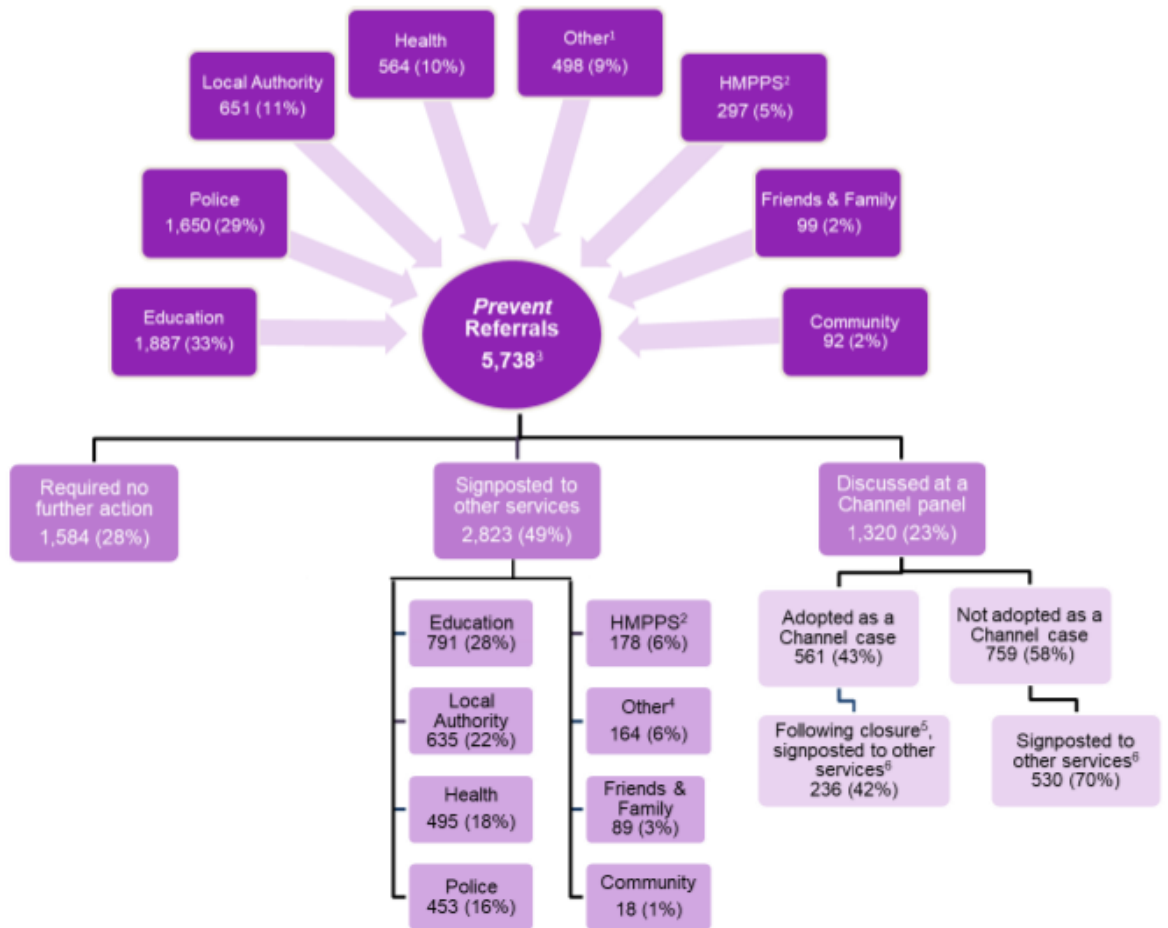 Health
564 (10%)
Other¹
498 (9%)
Local Authority
651 (11%)
HMPPS²
297 (5%)
Police
1,650 (29%)
Friends & Family
99 (2%)
Education
1,887 (33%)
Prevent
Referrals
5,738³
Community
92 (2%)
Required no
further action
1,584 (28%)
Signposted to
other services
2,823 (49%)
Discussed at a
Channel panel
1,320 (23%)
Education
791 (28%)
HMPPS²
178 (6%)
Local
Authority
635 (22%)
Other⁴
164 (6%)
Health
495 (18%)
Friends &
Family
89 (3%)
Police
453 (16%)
Community
18 (1%)
Adopted as a
Channel case
561 (43%)
Not adopted as a
Channel case
759 (58%)
Following closure⁵,
signposted to other
services⁶
236 (42%)
Signposted to
other services⁶
530 (70%)